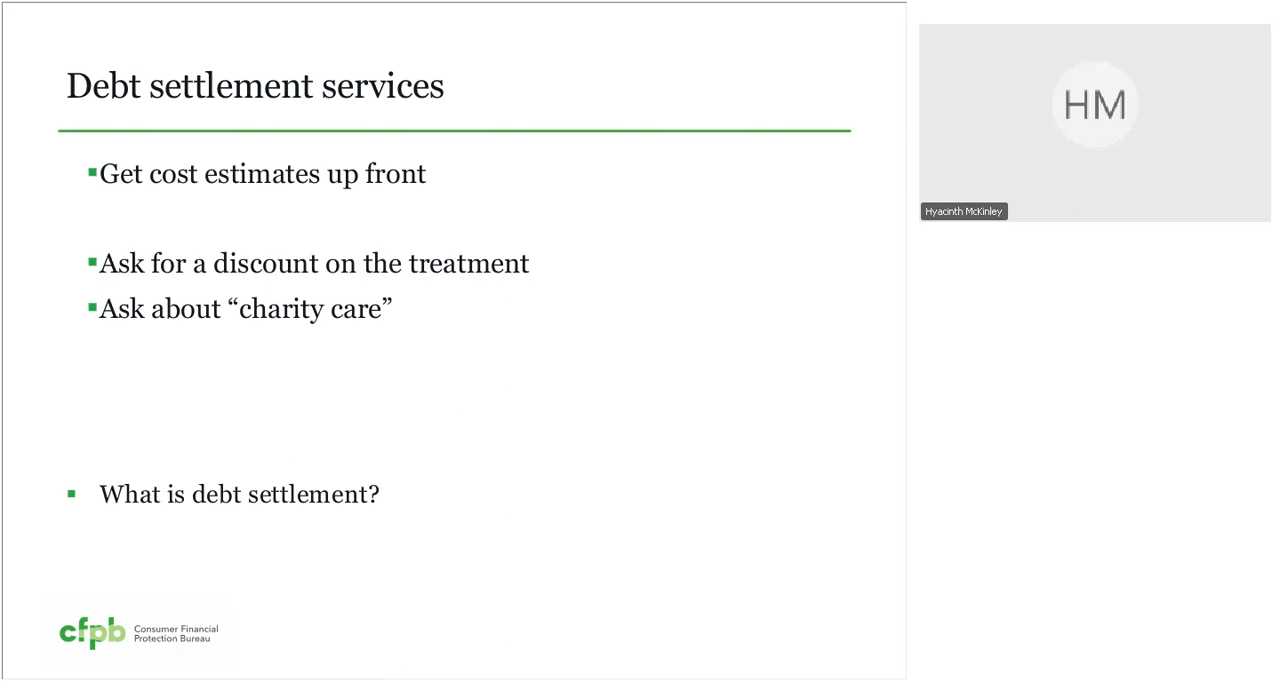 Debt settlement services
▪Get cost estimates up front
▪Ask for a discount on the treatment
▪Ask about “charity care”
▪ What is debt settlement?
cfpb
Consumer Financial
Protection Bureau
HM
Hyacinth McKinley